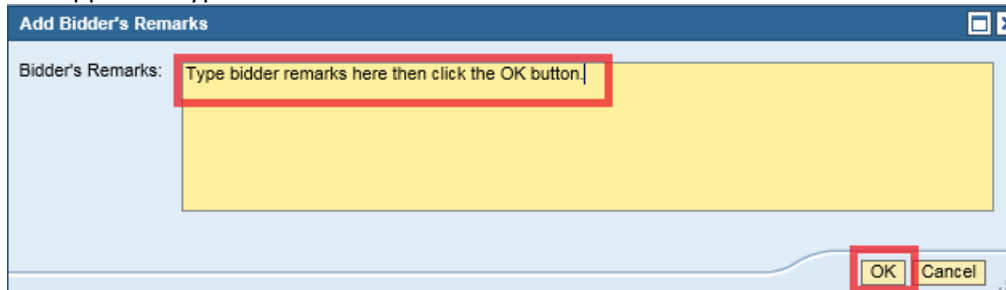 Add Bidder's Remarks
Bidder's Remarks: Type bidder remarks here then click the OK button.
OK Cancel